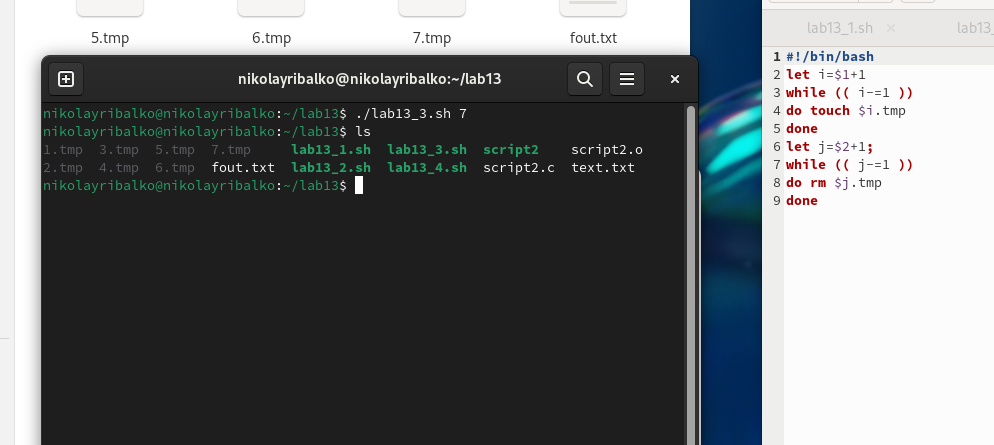 5.tmp 6.tmp 7.tmp fout.txt
nikolayribalko@nikolayribalko:~/lab13
nikolayribalko@nikolayribalko:~/lab13$ ./lab13_3.sh 7
nikolayribalko@nikolayribalko:~/lab13$ ls
1.tmp 3.tmp 5.tmp 7.tmp lab13_1.sh lab13_3.sh script2 script2.o
2.tmp 4.tmp 6.tmp fout.txt lab13_2.sh lab13_4.sh script2.c text.txt
nikolayribalko@nikolayribalko:~/lab13$
lab13_1.sh lab13_
1 #!/bin/bash
2 let i=$1+1
3 while (( i-=1 ))
4 do touch $i.tmp
5 done
6 let j=$2+1;
7 while (( j-=1 ))
8 do rm $j.tmp
9 done